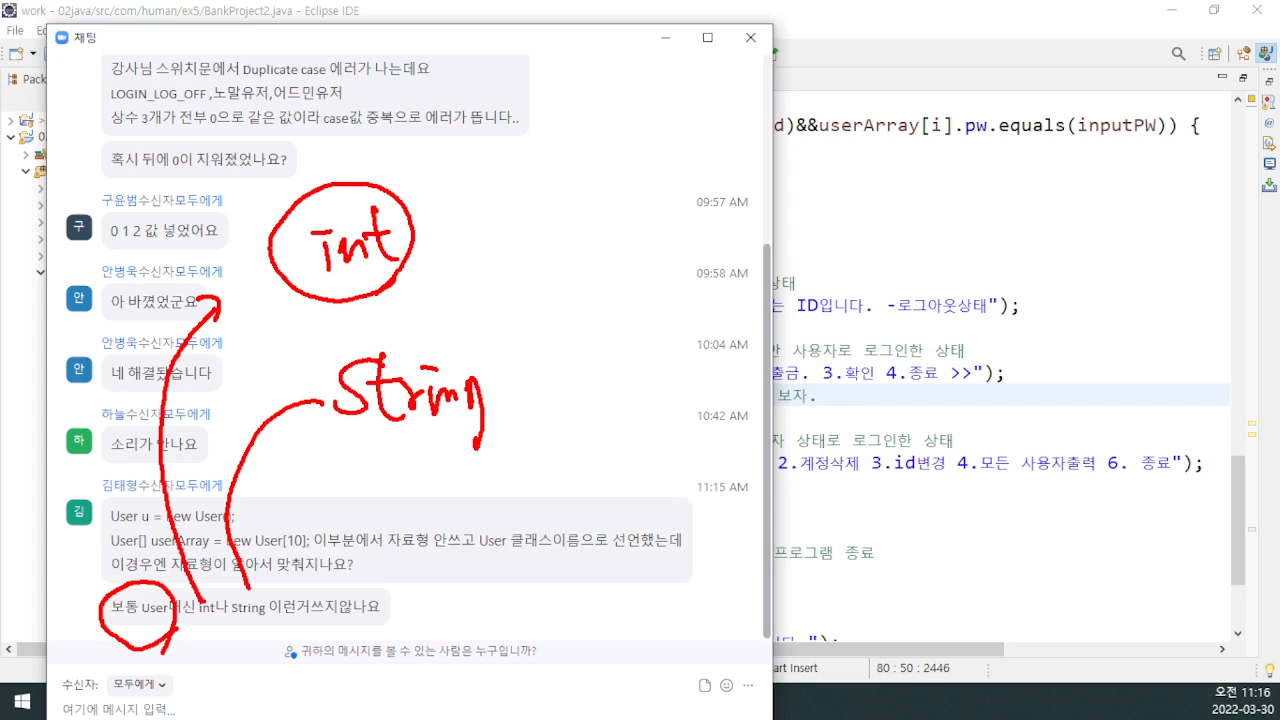 work - 02java/src/com/human/ex5/BankProject2.java - Eclipse IDE
File
채팅
Pack
강사님 스위치문에서 Duplicate case 에러가 나는데요
LOGIN_LOG_OFF ,노말유저,어드민유저
상수 3개가 전부 0으로 같은 값이라 case값 중복으로 에러가 뜹니다..
d)&&userArray[i].pw.equals(inputPW)) {
혹시 뒤에 0이 지워졌었나요?
구윤범수신자모두에게
09:57 AM
구
0 1 2 값 넣었어요
int
안병욱수신자모두에게
09:58 AM
안
아 바꼈었군요
상태
는 ID입니다. -로그아웃상태");
안병욱수신자모두에게
10:04 AM
안
네 해결됐습니다
사용자로 로그인한 상태
출금. 3.확인 4.종료 >>");
String
보자.
하늘수신자모두에게
10:42 AM
하
소리가 안나요
자 상태로 로그인한 상태
2.계정삭제 3.id변경 4.모든 사용자출력 6. 종료");
김태형수신자모두에게
11:15 AM
김
User u = new User();
User[] userArray = new User[10]; 이부분에서 자료형 안쓰고 User 클래스이름으로 선언했는데
이경우엔 자료형이 알아서 맞춰지나요?
프로그램 종료
보통 User대신 int나 String 이런거쓰지않나요
귀하의 메시지를 볼 수 있는 사람은 누구입니까?
art Insert
80 : 50 : 2446
수신자:
모두에게
여기에 메시지 입력...
오전 11:16
2022-03-30